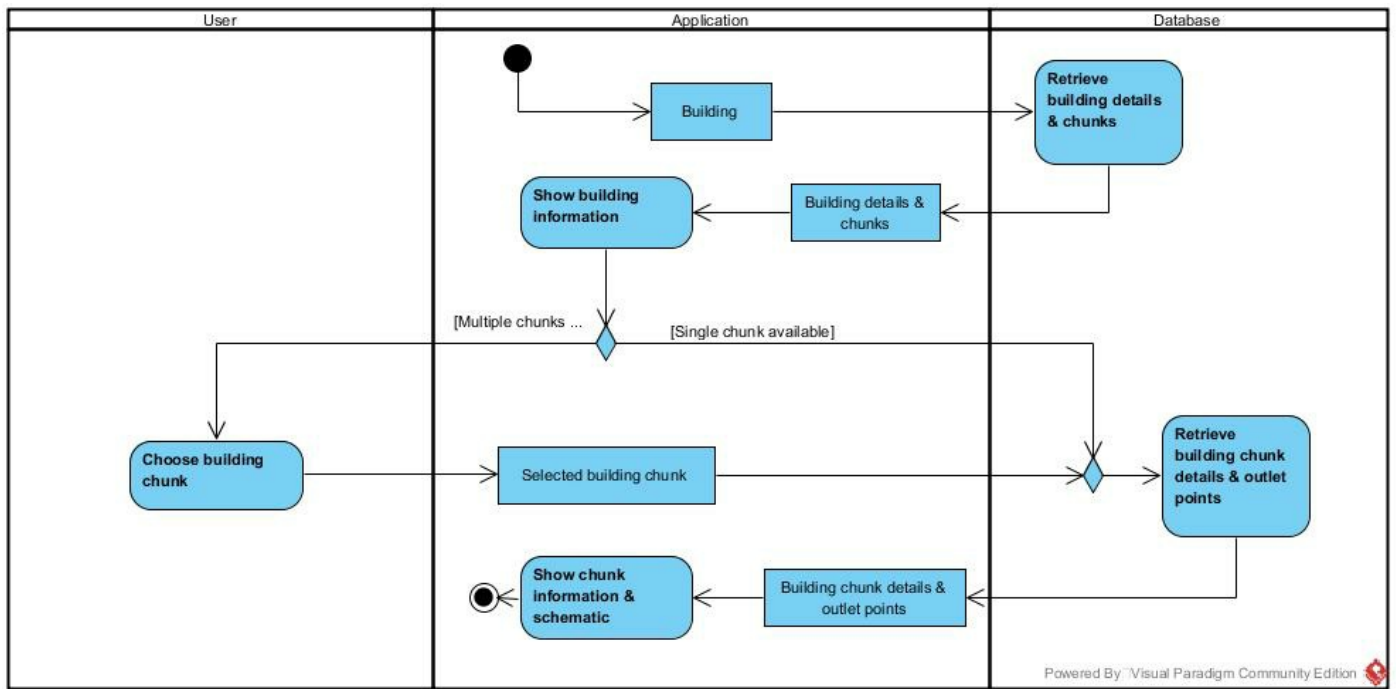 User
Application
Database
Building
Retrieve
building details
& chunks
Show building
information
Building details &
chunks
[Multiple chunks ...
[Single chunk available]
Choose building
chunk
Selected building chunk
Retrieve
building chunk
details & outlet
points
Show chunk
information &
schematic
Building chunk details &
outlet points
Powered By Visual Paradigm Community Edition